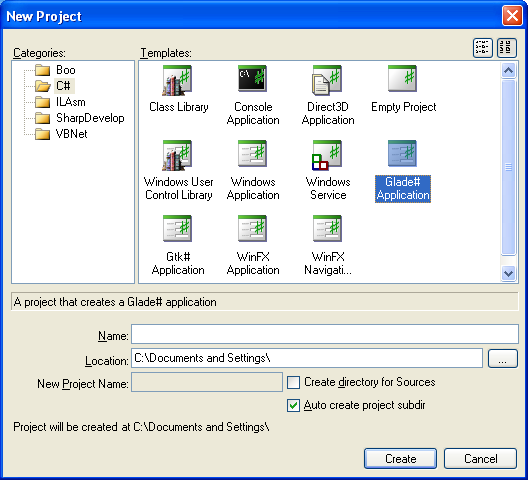 New Project
Categories:
Templates:
Boo
C#
ILAsm
SharpDevelop
VBNet
Class Library
Console Application
Direct3D Application
Empty Project
Windows User Control Library
Windows Application
Windows Service
Glade# Application
Gtk# Application
WinFX Application
WinFX Navigati...
A project that creates a Glade# application
Name:
Location: C:\Documents and Settings\ ...
New Project Name:
Create directory for Sources
Auto create project subdir
Project will be created at C:\Documents and Settings\
Create Cancel